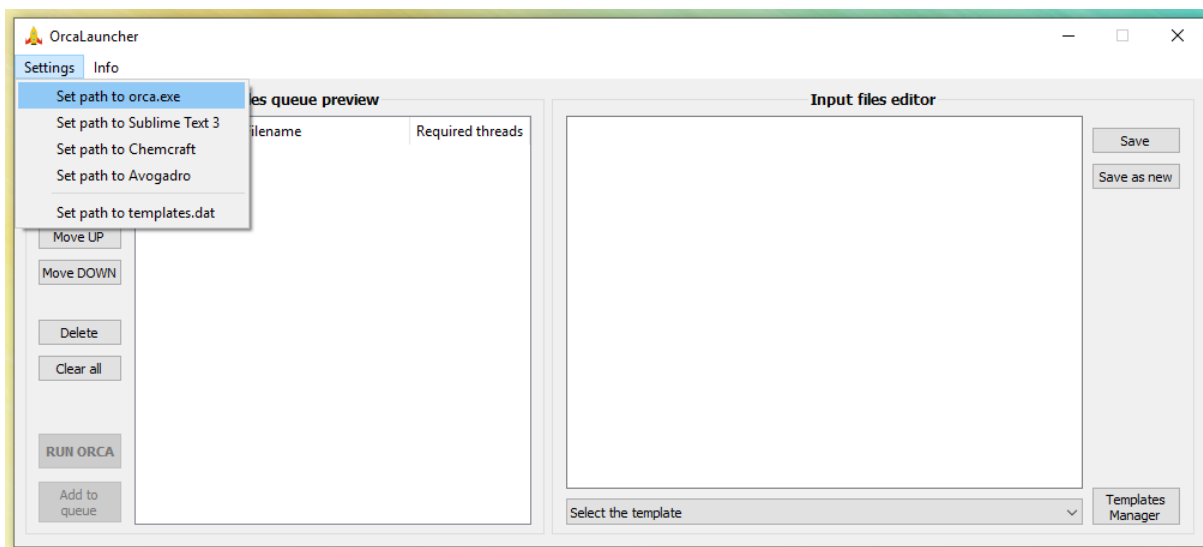 OrcaLauncher
Settings Info
Set path to orca.exe
Set path to Sublime Text 3
Set path to Chemcraft
Set path to Avogadro
Set path to templates.dat
queue preview
Required threads
Move UP
Move DOWN
Delete
Clear all
RUN ORCA
Add to
queue
Input files editor
Save
Save as new
Select the template
Templates
Manager